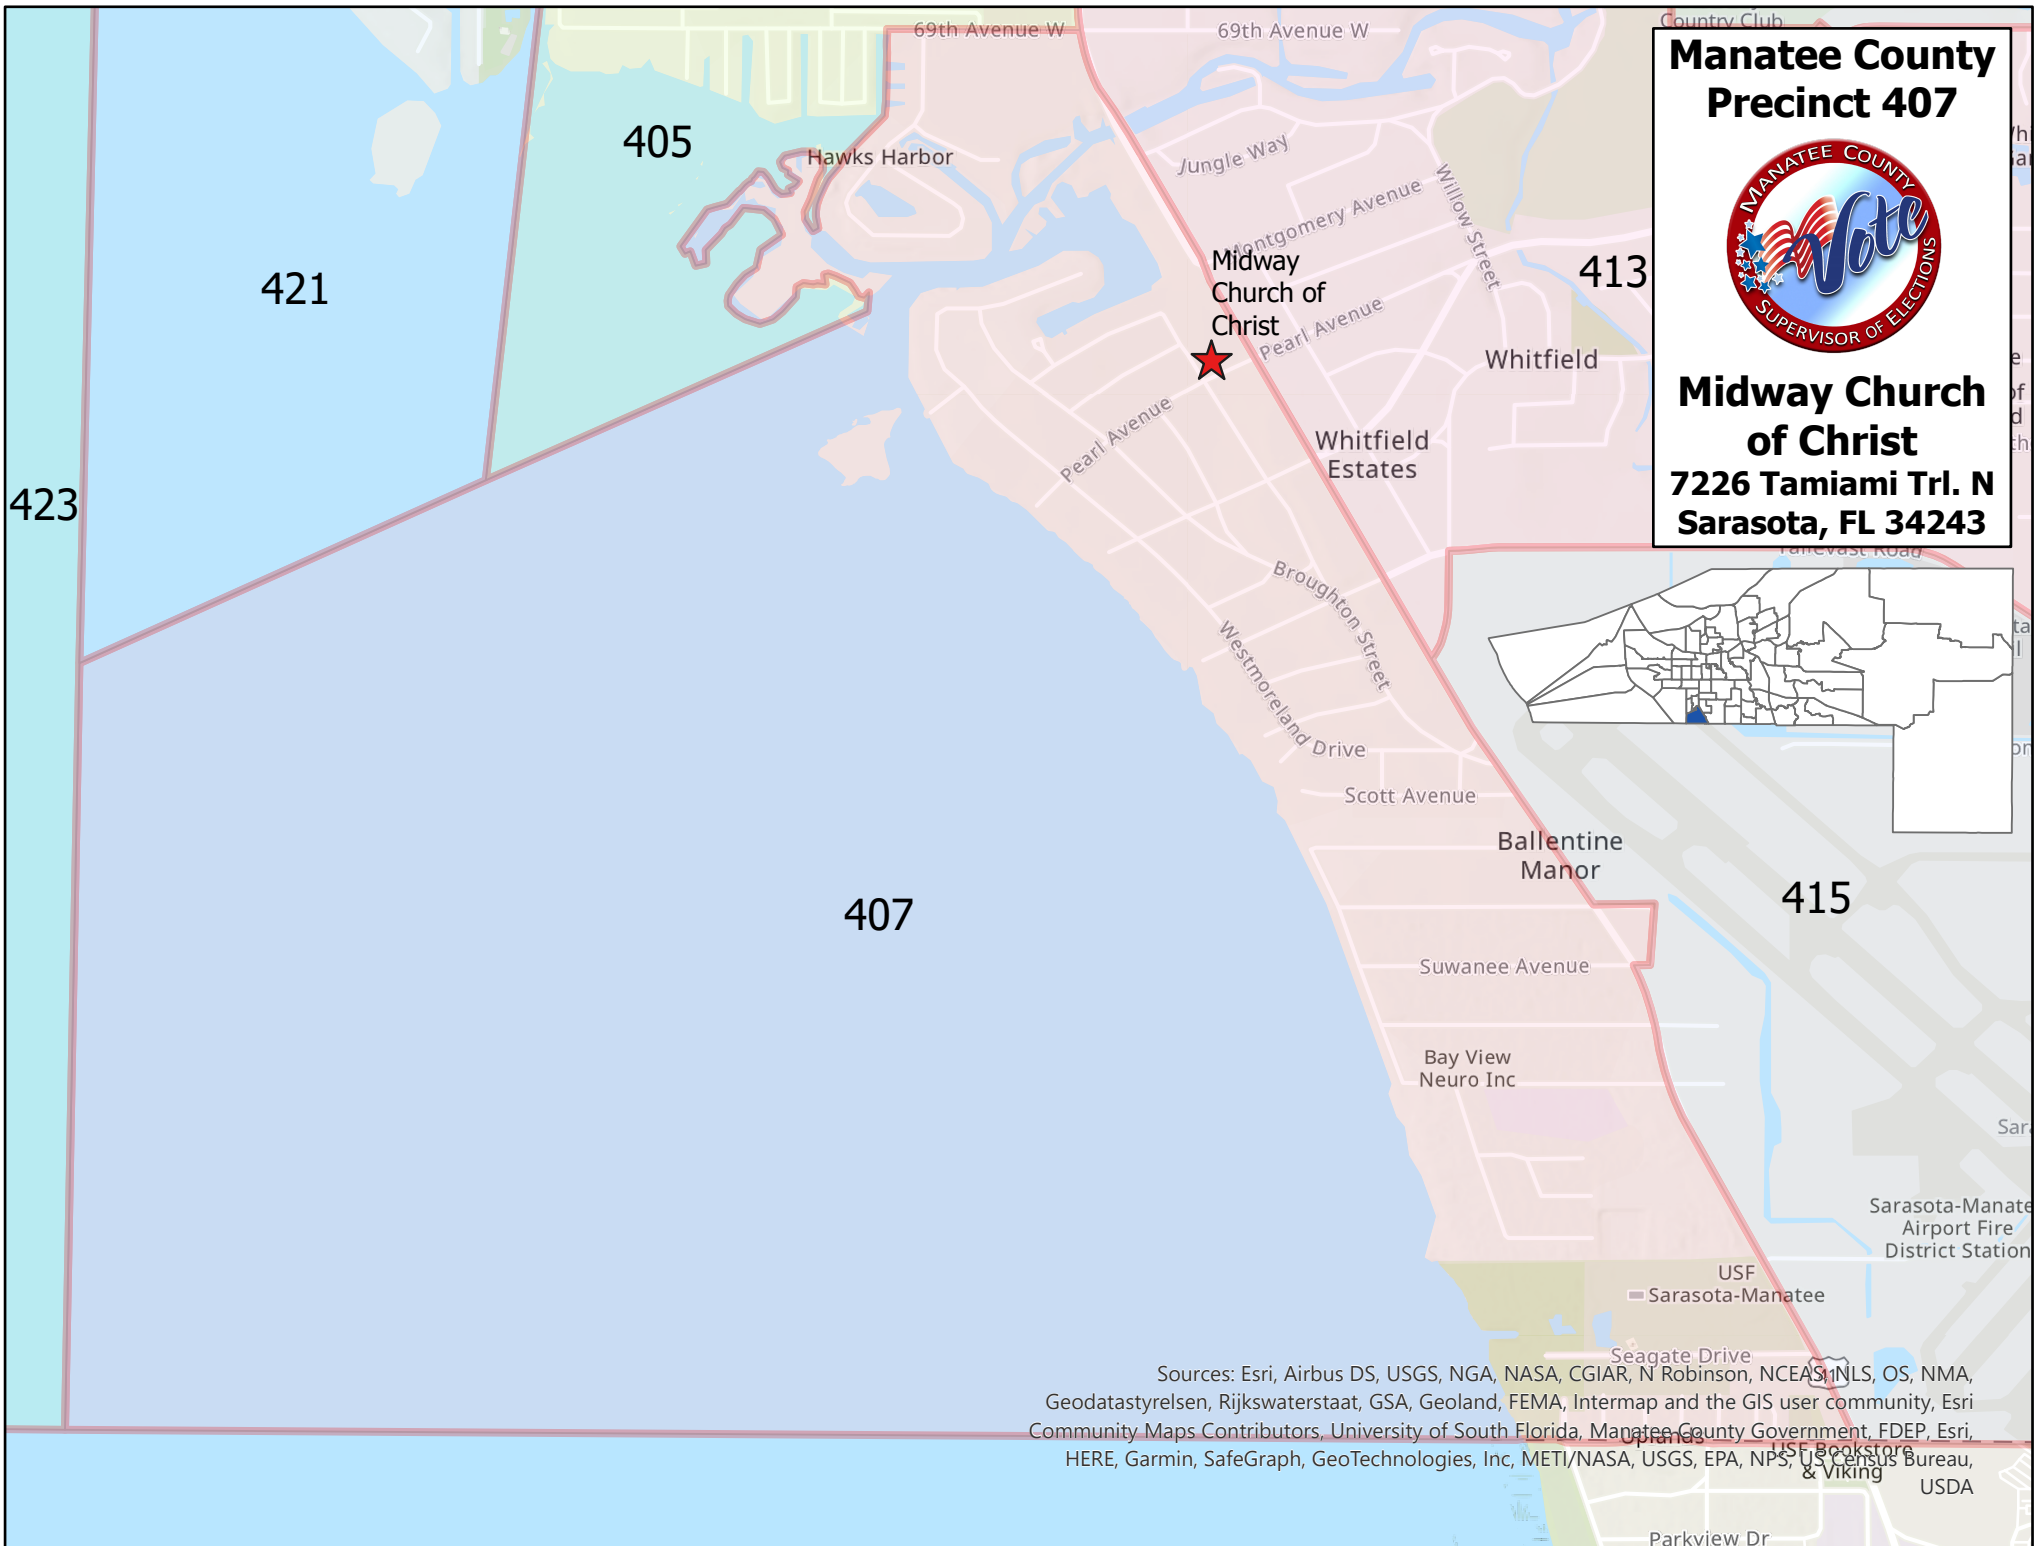 69th Avenue W
69th Avenue W
Country Club
Manatee County
Precinct 407
MANATEE COUNTY
Vote
SUPERVISOR OF ELECTIONS
Midway Church
of Christ
7226 Tamiami Trl. N
Sarasota, FL 34243
405
Hawks Harbor
Jungle Way
Montgomery Avenue
Willow Street
421
Midway
Church of
Christ
413
Pearl Avenue
Whitfield
Pearl Avenue
Whitfield
Estates
423
Tallevast Road
Broughton Street
Westmoreland Drive
Scott Avenue
Ballentine
Manor
415
407
Suwanee Avenue
Bay View
Neuro Inc
Sarasota-Manate
Airport Fire
District Station
USF
Sarasota-Manatee
Seagate Drive
Sources: Esri, Airbus DS, USGS, NGA, NASA, CGIAR, N Robinson, NCEAS, NLS, OS, NMA,
Geodatastyrelsen, Rijkswaterstaat, GSA, Geoland, FEMA, Intermap and the GIS user community, Esri
Community Maps Contributors, University of South Florida, Manatee County Government, FDEP, Esri,
HERE, Garmin, SafeGraph, GeoTechnologies, Inc, METI/NASA, USGS, EPA, NPS, US Census Bureau,
USDA
Uplands
USF Bookstore
& Viking
Parkview Dr